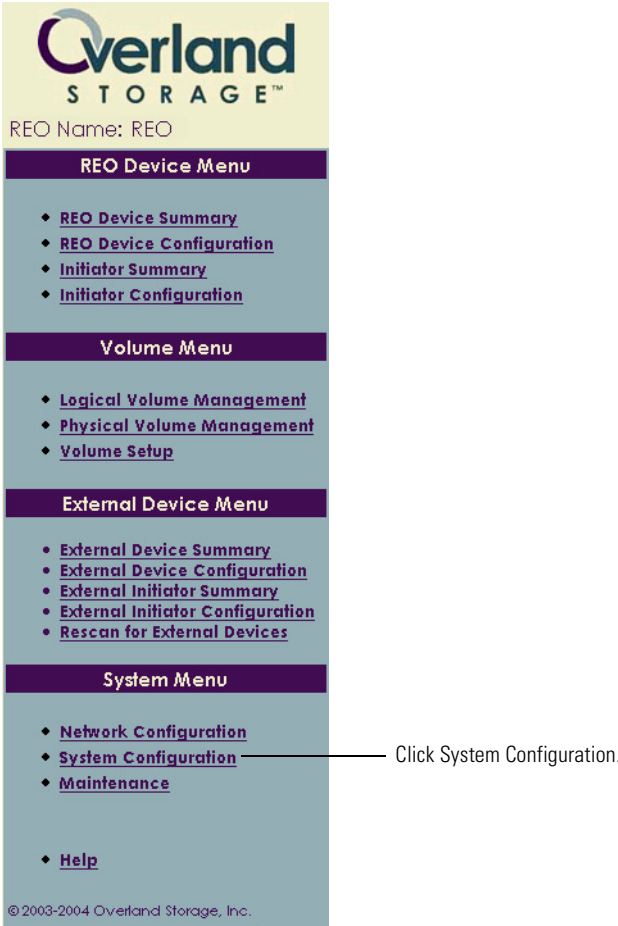 Overland
STORAGE™
REO Name: REO
REO Device Menu
REO Device Summary
REO Device Configuration
Initiator Summary
Initiator Configuration
Volume Menu
Logical Volume Management
Physical Volume Management
Volume Setup
External Device Menu
External Device Summary
External Device Configuration
External Initiator Summary
External Initiator Configuration
Rescan for External Devices
System Menu
Network Configuration
System Configuration
Click System Configuration.
Maintenance
Help
© 2003-2004 Overland Storage, Inc.